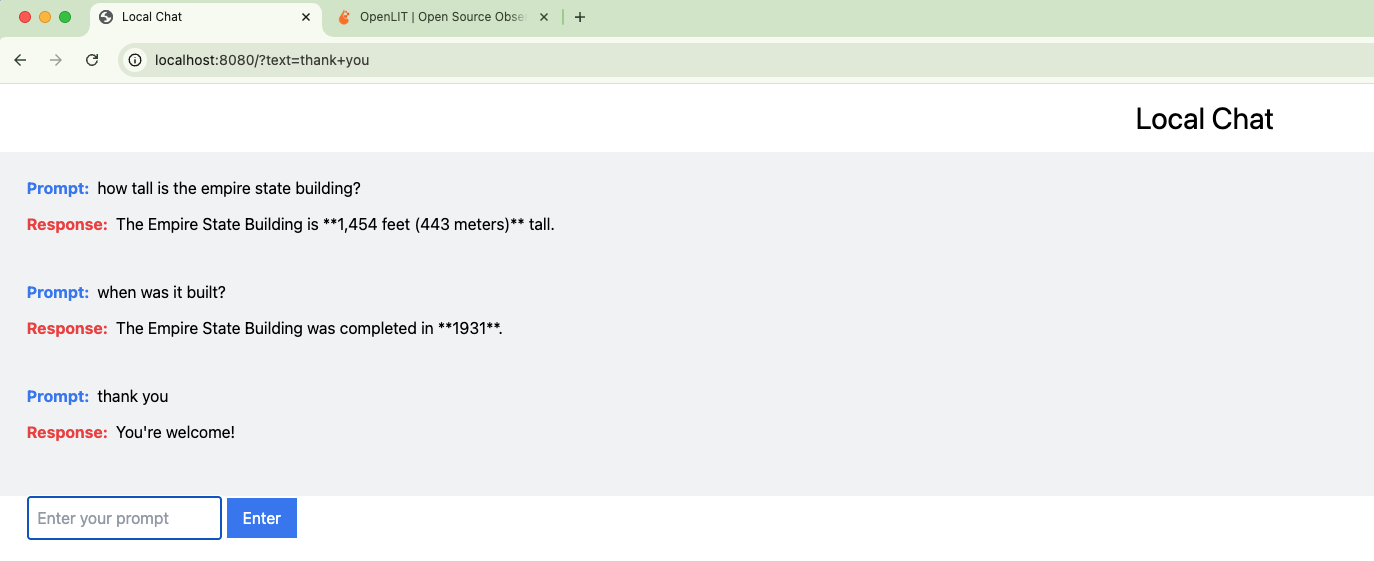 Local Chat
OpenLIT | Open Source Obse
localhost:8080/?text=thank+you
Local Chat
Prompt: how tall is the empire state building?
Response: The Empire State Building is **1,454 feet (443 meters)** tall.
Prompt: when was it built?
Response: The Empire State Building was completed in **1931**.
Prompt: thank you
Response: You're welcome!
Enter your prompt Enter